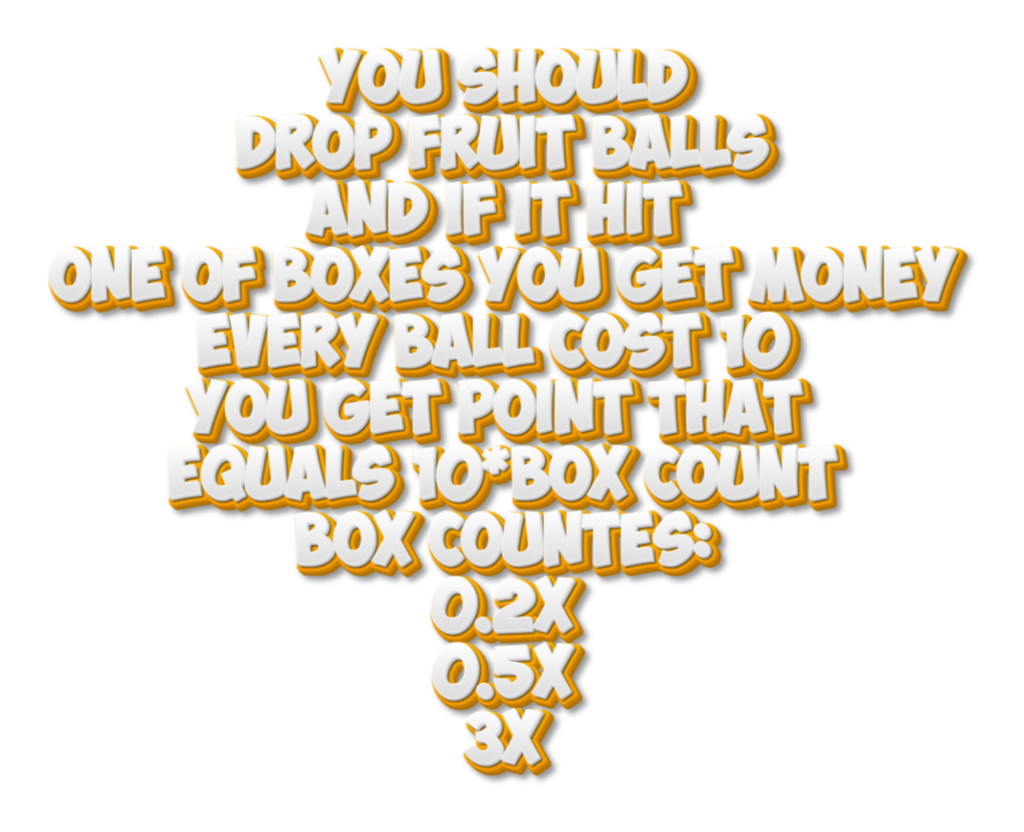 YOU SHOULD
DROP FRUIT BALLS
AND IF IT HIT
ONE OF BOXES YOU GET MONEY
EVERY BALL COST 10
YOU GET POINT THAT
EQUALS 10*BOX COUNT
BOX COUNTES:
0.2X
0.5X
3X